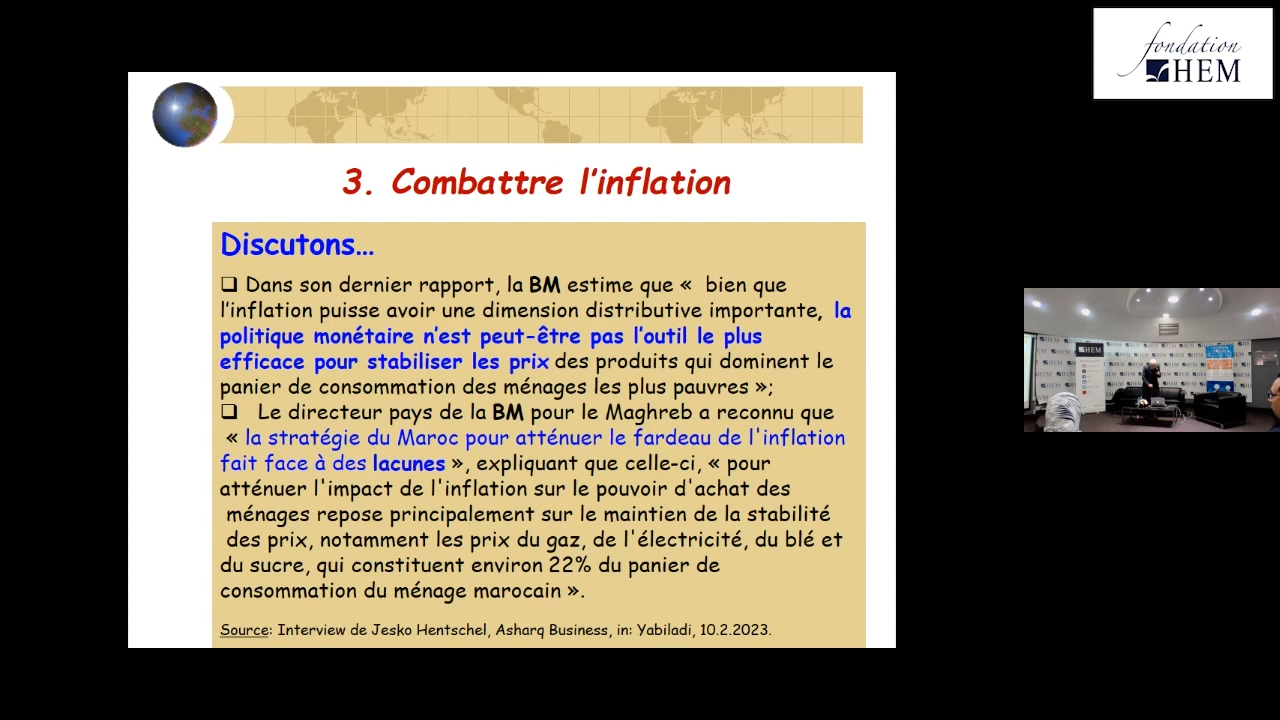 fondation
HEM
3. Combattre l'inflation
Discutons…
❑ Dans son dernier rapport, la BM estime que «  bien que
l'inflation puisse avoir une dimension distributive importante, la
politique monétaire n'est peut-être pas l'outil le plus
efficace pour stabiliser les prix des produits qui dominent le
panier de consommation des ménages les plus pauvres »;
❑ Le directeur pays de la BM pour le Maghreb a reconnu que
« la stratégie du Maroc pour atténuer le fardeau de l'inflation
fait face à des lacunes », expliquant que celle-ci, « pour
atténuer l'impact de l'inflation sur le pouvoir d'achat des
ménages repose principalement sur le maintien de la stabilité
des prix, notamment les prix du gaz, de l'électricité, du blé et
du sucre, qui constituent environ 22% du panier de
consommation du ménage marocain ».
Source: Interview de Jesko Hentschel, Asharq Business, in: Yabiladi, 10.2.2023.
HEM